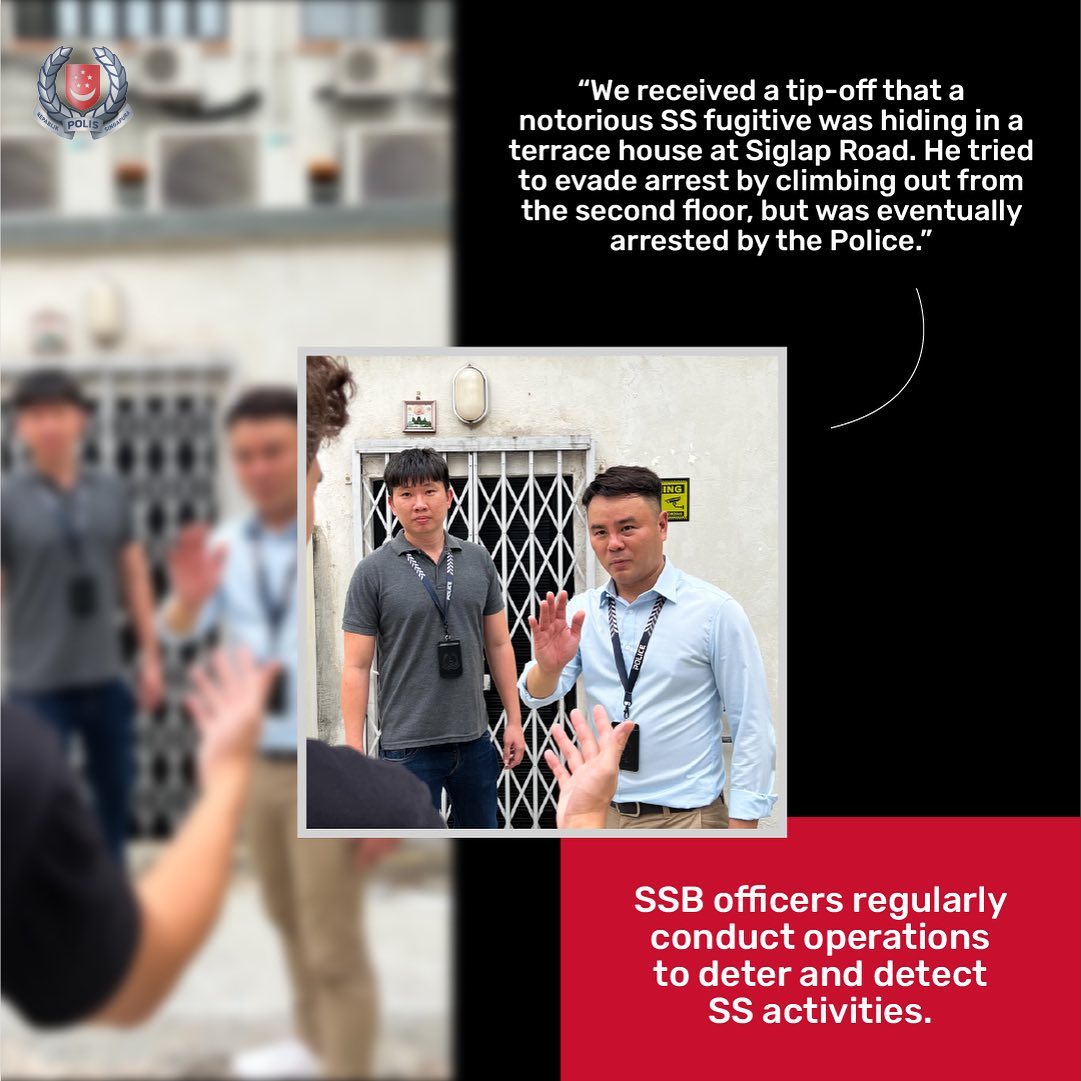 REPABLIK POLIS SINGAPURA
“We received a tip-off that a
notorious SS fugitive was hiding in a
terrace house at Siglap Road. He tried
to evade arrest by climbing out from
the second floor, but was eventually
arrested by the Police.”
ING
POLICE
POLICE
SSB officers regularly
conduct operations
to deter and detect
SS activities.